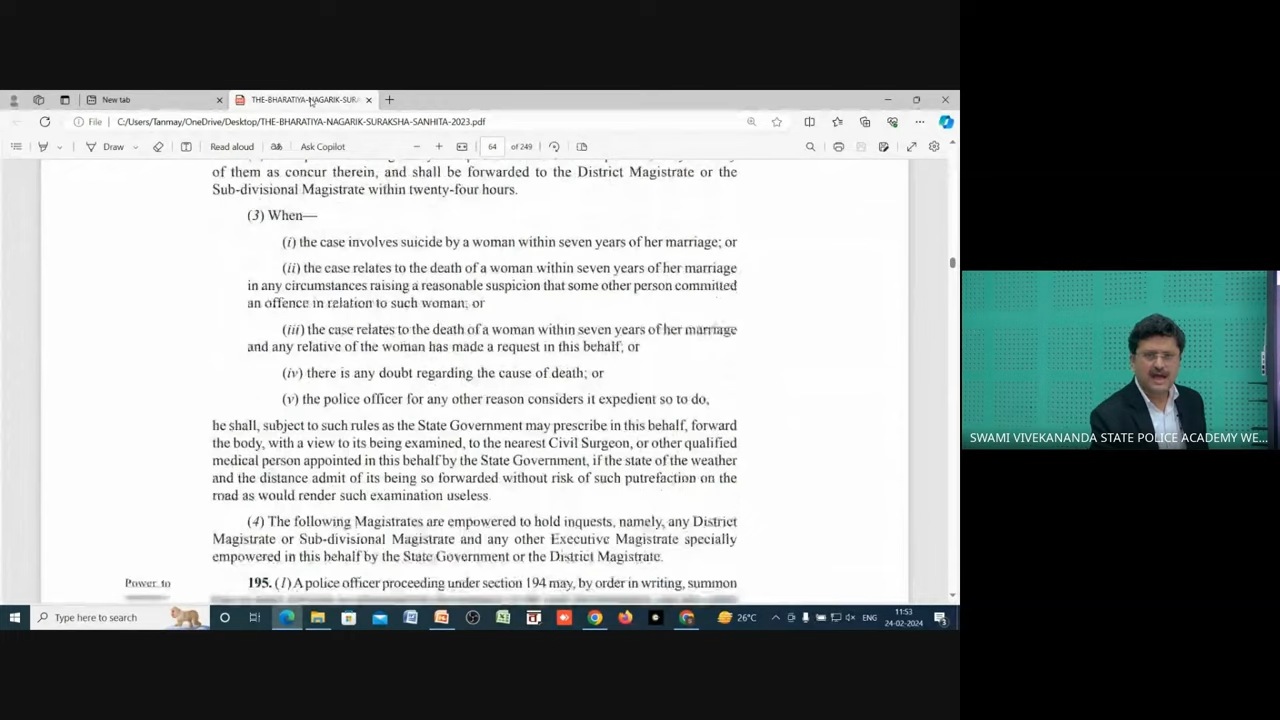 New tab
THE-BHARATIYA-NAGARIK-SURA
File
C:/Users/Tanmay/OneDrive/Desktop/THE-BHARATIYA-NAGARIK-SURAKSHA-SANHITA-2023.pdf
Draw
Read aloud
Ask Copilot
64
of 249
of them as concur therein, and shall be forwarded to the District Magistrate or the
Sub-divisional Magistrate within twenty-four hours.
(3) When—
(i) the case involves suicide by a woman within seven years of her marriage; or
(ii) the case relates to the death of a woman within seven years of her marriage
in any circumstances raising a reasonable suspicion that some other person committed
an offence in relation to such woman; or
(iii) the case relates to the death of a woman within seven years of her marriage
and any relative of the woman has made a request in this behalf; or
(iv) there is any doubt regarding the cause of death; or
(v) the police officer for any other reason considers it expedient so to do,
he shall, subject to such rules as the State Government may prescribe in this behalf, forward
the body, with a view to its being examined, to the nearest Civil Surgeon, or other qualified
medical person appointed in this behalf by the State Government, if the state of the weather
and the distance admit of its being so forwarded without risk of such putrefaction on the
road as would render such examination useless.
(4) The following Magistrates are empowered to hold inquests, namely, any District
Magistrate or Sub-divisional Magistrate and any other Executive Magistrate specially
empowered in this behalf by the State Government or the District Magistrate.
Power to
195. (1) A police officer proceeding under section 194 may, by order in writing, summon
SWAMI VIVEKANANDA STATE POLICE ACADEMY WE...
Type here to search
26°C
ENG
11:53
24-02-2024
3